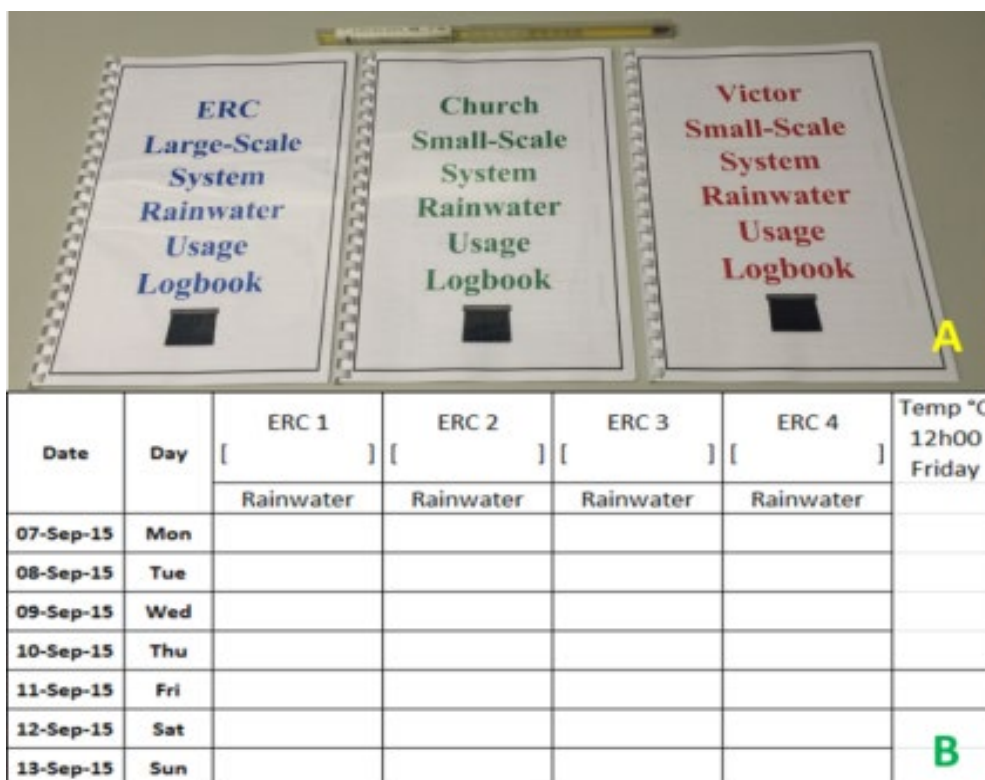 ERC
Large-Scale
System
Rainwater
Usage
Logbook
Church
Small-Scale
System
Rainwater
Usage
Logbook
Victor
Small-Scale
System
Rainwater
Usage
Logbook
A
Date Day ERC 1 ERC 2 ERC 3 ERC 4 Temp °C
[ ] [ ] [ ] [ ] 12h00
Friday
Rainwater Rainwater Rainwater Rainwater
07-Sep-15 Mon
08-Sep-15 Tue
09-Sep-15 Wed
10-Sep-15 Thu
11-Sep-15 Fri
12-Sep-15 Sat
13-Sep-15 Sun
B